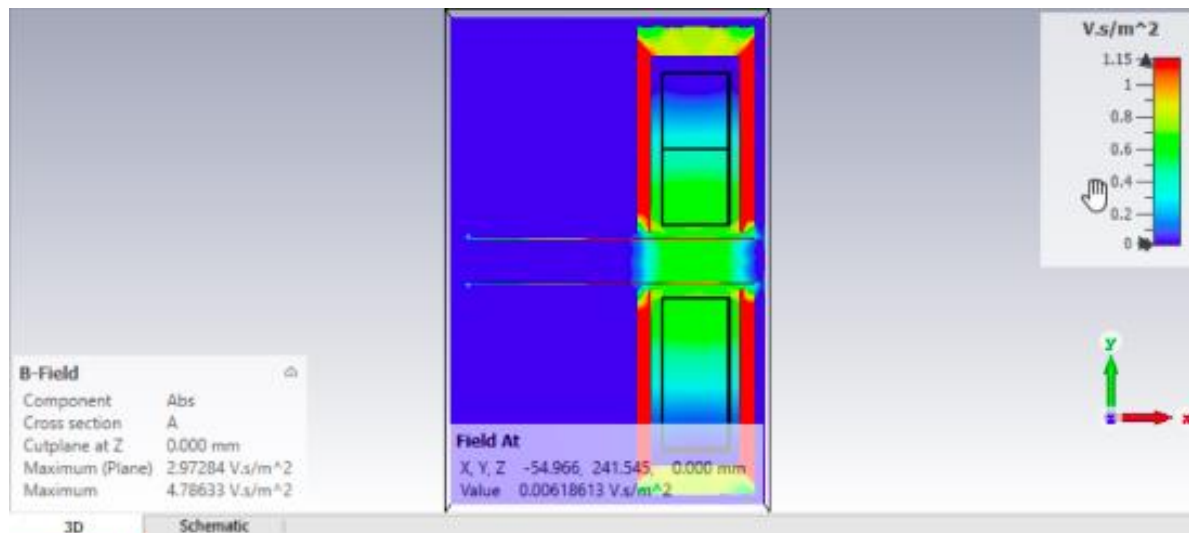 V.s/m^2
1.15
1
0.8
0.6
0.4
0.2
0
y
x
B-Field
Component Abs
Cross section A
Cutplane at Z 0.000 mm
Maximum (Plane) 2.97284 V.s/m^2
Maximum 4.78633 V.s/m^2
Field At
X, Y, Z -54.966, 241.545, 0.000 mm
Value 0.00618613 V.s/m^2
3D Schematic